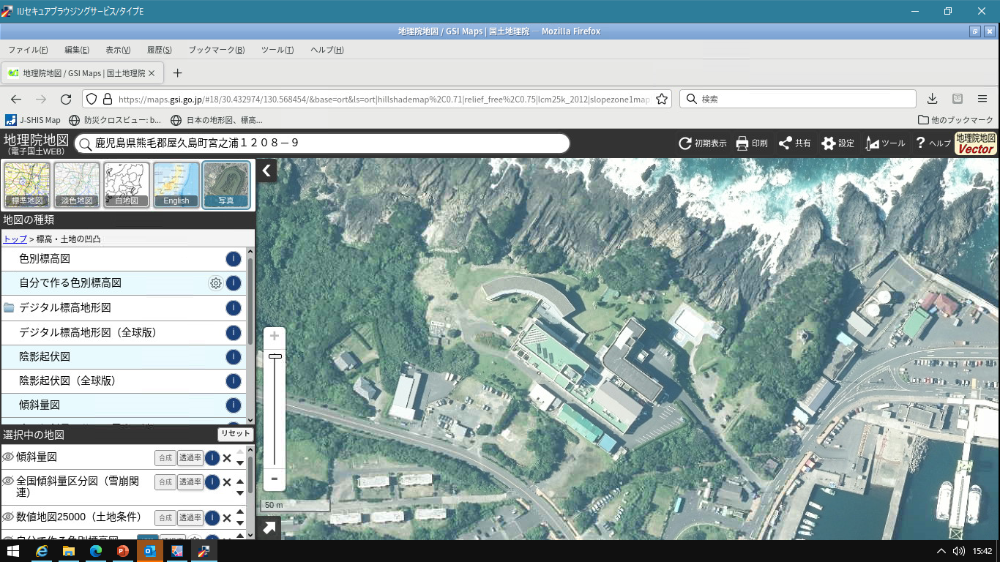 IIJセキュアブラウジングサービス/タイプE
地理院地図 / GSI Maps | 国土地理院 — Mozilla Firefox
ファイル(F) 編集(E) 表示(V) 履歴(S) ブックマーク(B) ツール(T) ヘルプ(H)
地理院地図 / GSI Maps | 国土地理院
https://maps.gsi.go.jp/#18/30.432974/130.568454/&base=ort&ls=ort|hillshademap%2C0.71|relief_free%2C0.75|lcm25k_2012|slopezone1map
検索
J-SHIS Map 防災クロスビュー: b... 日本の地形図、標高... 他のブックマーク
地理院地図
(電子国土WEB)
鹿児島県熊毛郡屋久島町宮之浦１２０８－９
初期表示 印刷 共有 設定 ツール ヘルプ
地理院地図
Vector
標準地図 淡色地図 白地図 English 写真
地図の種類
トップ > 標高・土地の凹凸
色別標高図
自分で作る色別標高図
デジタル標高地形図
デジタル標高地形図（全球版）
陰影起伏図
陰影起伏図（全球版）
傾斜量図
選択中の地図 リセット
傾斜量図 合成 透過率
全国傾斜量区分図（雪崩関連） 合成 透過率
数値地図25000（土地条件） 合成 透過率
自分で作る色別標高図
50 m
15:42